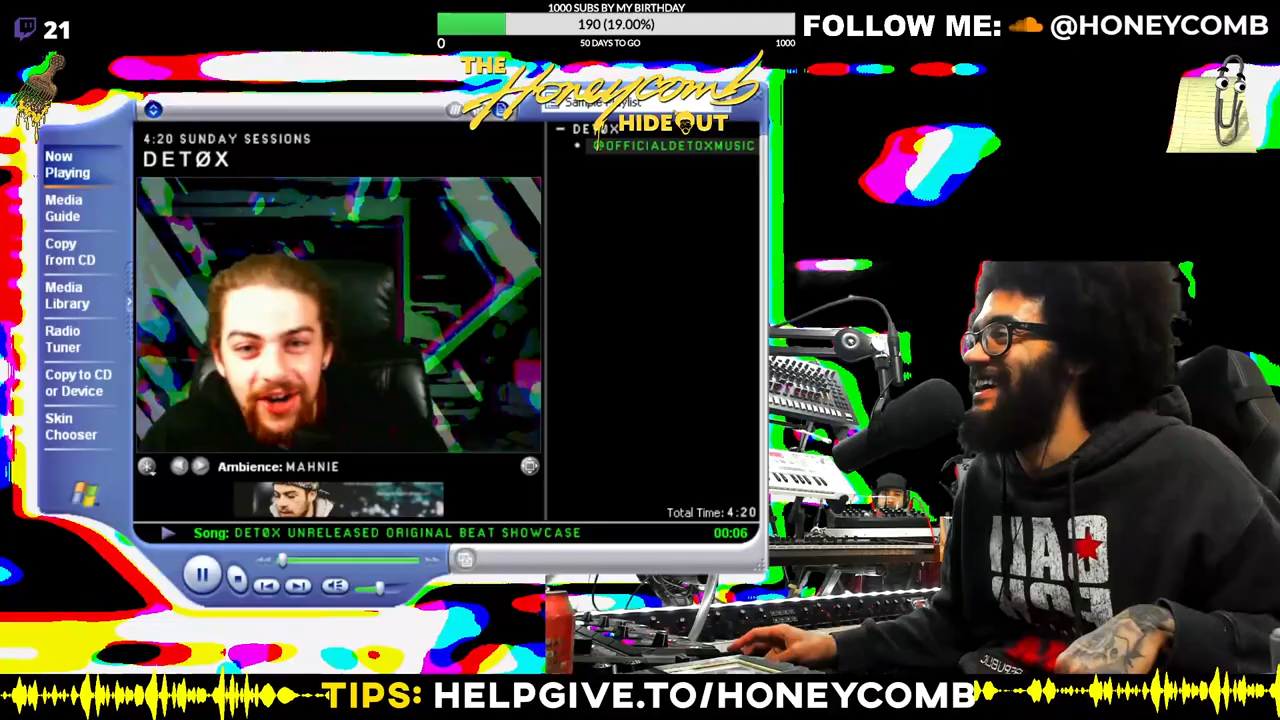 21
1000 SUBS BY MY BIRTHDAY
190 (19.00%)
0
50 DAYS TO GO
1000
FOLLOW ME: @HONEYCOMB
THE
Honeycomb
HIDEOUT
Sample Playlist
4:20 SUNDAY SESSIONS
DETØX
DETØX
@OFFICIALDETOXMUSIC
Now
Playing
Media
Guide
Copy
from CD
Media
Library
Radio
Tuner
Copy to CD
or Device
Skin
Chooser
Ambience: MAHNIE
Total Time: 4:20
Song: DETØX UNRELEASED ORIGINAL BEAT SHOWCASE
00:06
TIPS: HELPGIVE.TO/HONEYCOMB